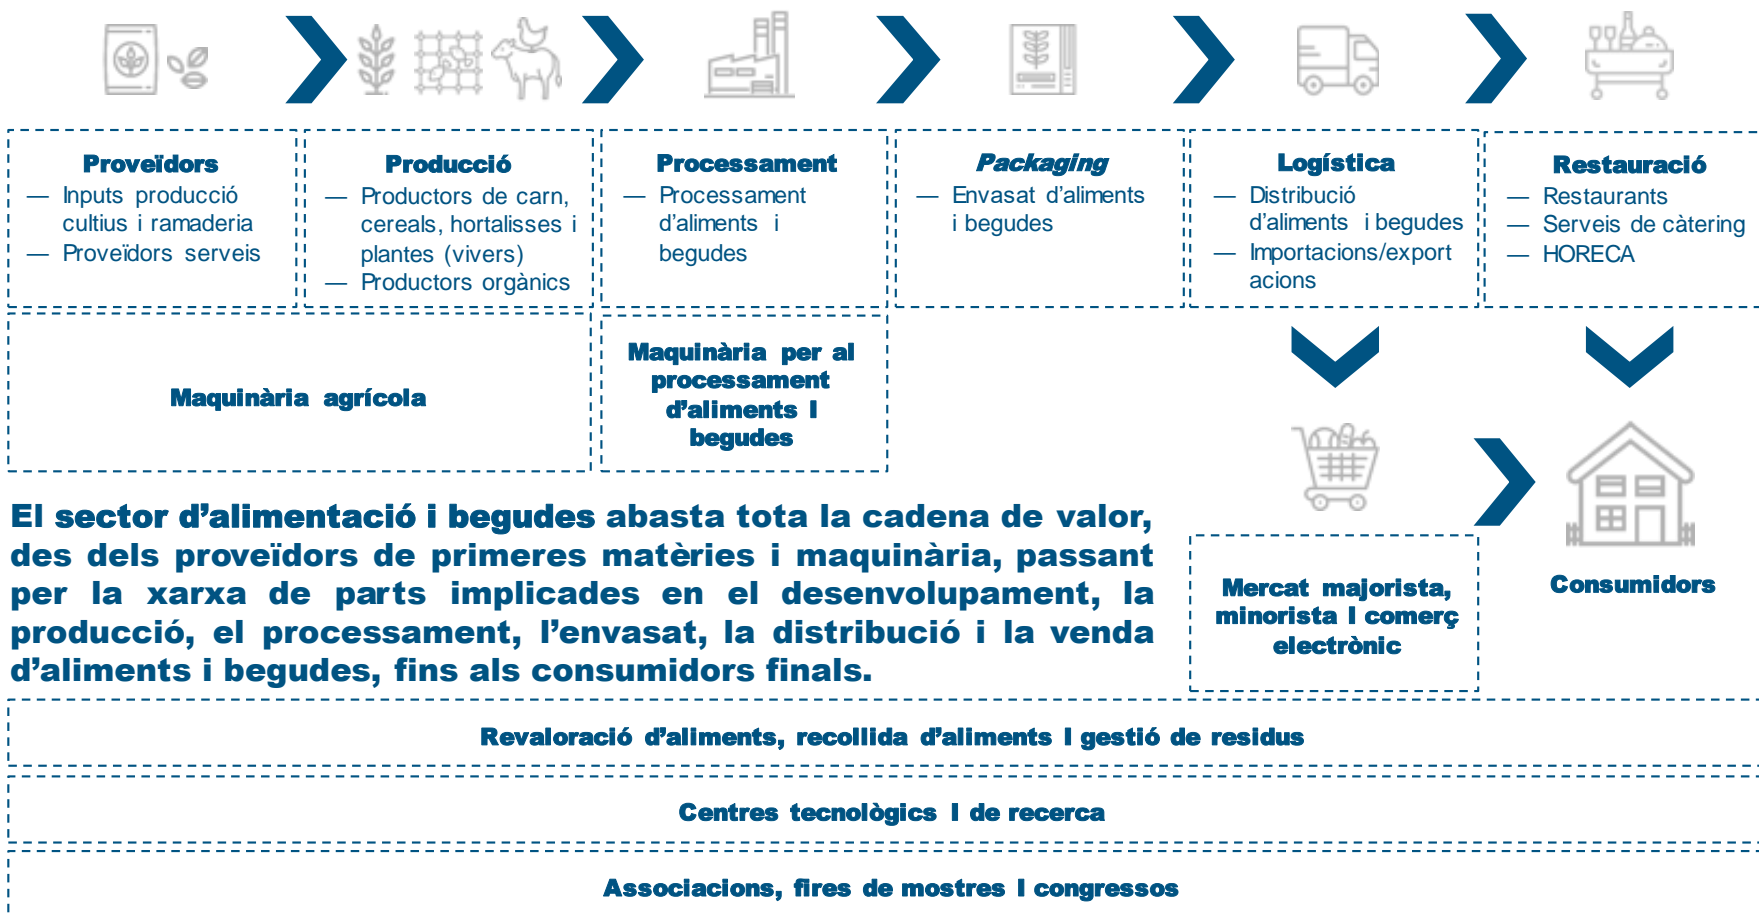 Proveïdors
— Inputs producció
cultius i ramaderia
— Proveïdors serveis
Producció
— Productors de carn,
cereals, hortalisses i
plantes (vivers)
— Productors orgànics
Processament
— Processament
d’aliments i
begudes
Packaging
— Envasat d’aliments
i begudes
Logística
— Distribució
d’aliments i begudes
— Importacions/export
acions
Restauració
— Restaurants
— Serveis de càtering
— HORECA
Maquinària agrícola
Maquinària per al
processament
d’aliments I
begudes
El sector d’alimentació i begudes abasta tota la cadena de valor,
des dels proveïdors de primeres matèries i maquinària, passant
per la xarxa de parts implicades en el desenvolupament, la
producció, el processament, l’envasat, la distribució i la venda
d’aliments i begudes, fins als consumidors finals.
Mercat majorista,
minorista I comerç
electrònic
Consumidors
Revaloració d’aliments, recollida d’aliments I gestió de residus
Centres tecnològics I de recerca
Associacions, fires de mostres I congressos